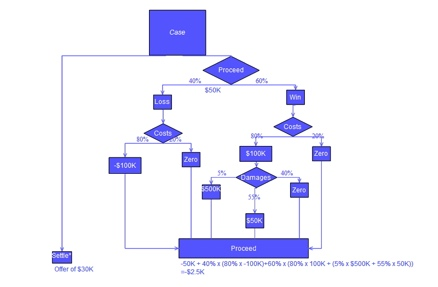 Case
Proceed
40%
60%
$50K
Loss
Win
Costs
Costs
80%
20%
80%
20%
-$100K
Zero
$100K
Zero
5%
Damages
40%
$500K
Zero
55%
$50K
Proceed
Settle*
Offer of $30K
-50K + 40% x (80% x -100K)+60% x (80% x 100K + (5% x $500K + 55% x 50K))
=-$2.5K